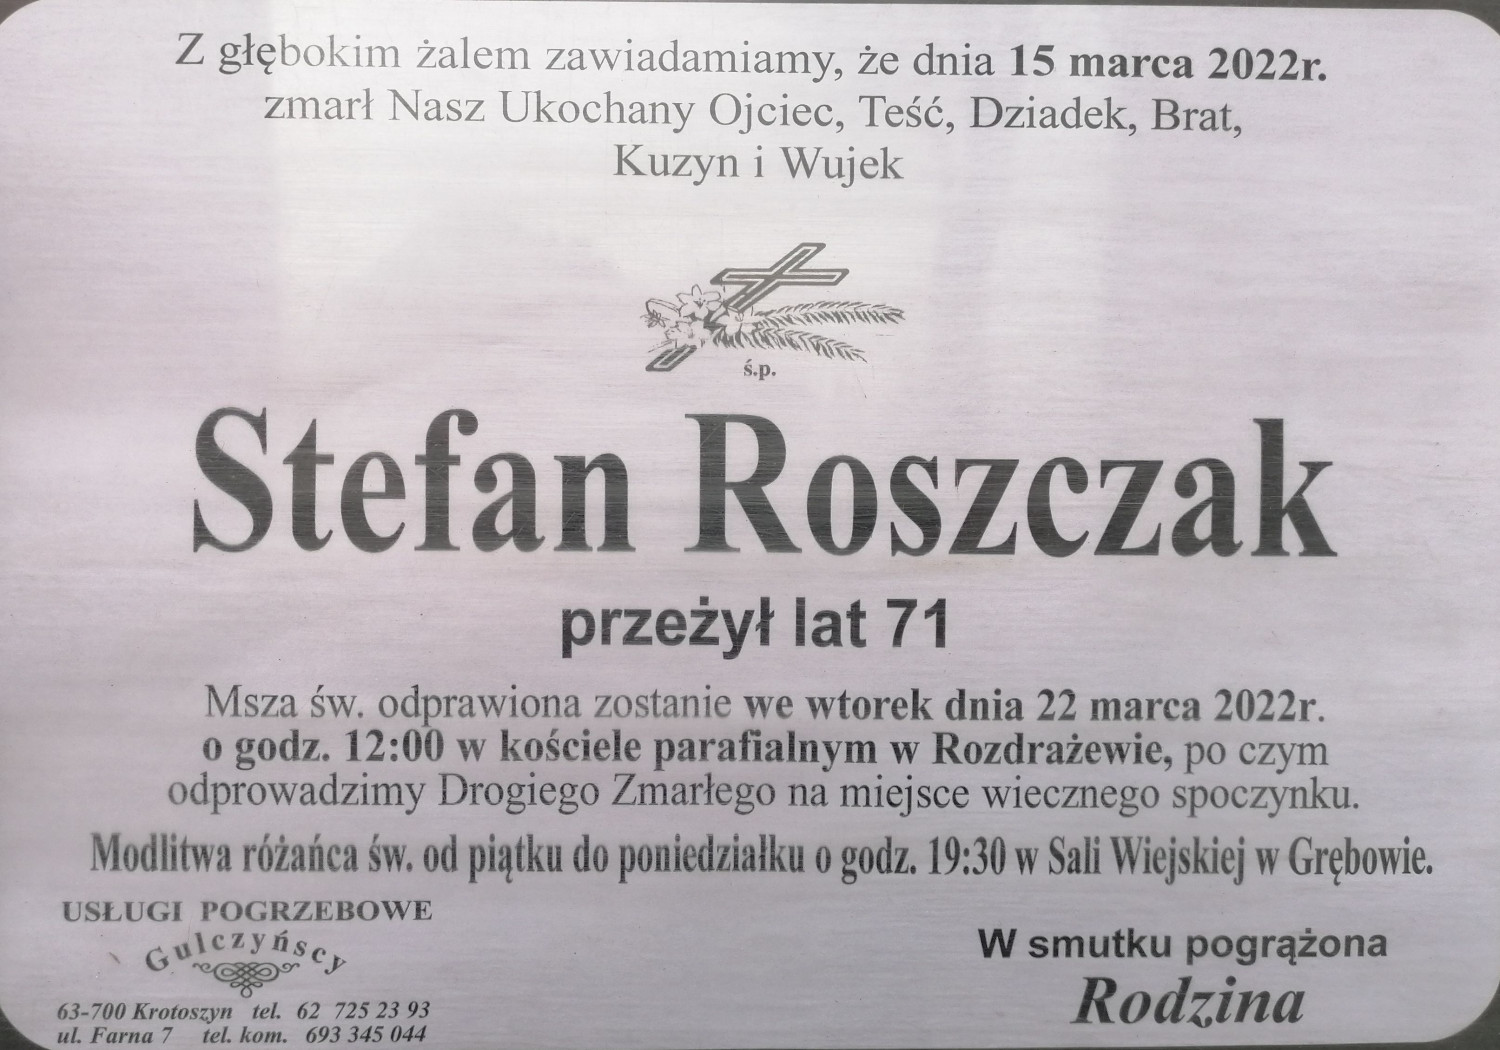 Z głębokim żalem zawiadamiamy, że dnia 15 marca 2022r.
zmarł Nasz Ukochany Ojciec, Teść, Dziadek, Brat,
Kuzyn i Wujek
ś.p.
Stefan Roszczak
przeżył lat 71
Msza św. odprawiona zostanie we wtorek dnia 22 marca 2022r.
o godz. 12:00 w kościele parafialnym w Rozdrażewie, po czym
odprowadzimy Drogiego Zmarłego na miejsce wiecznego spoczynku.
Modlitwa różańca św. od piątku do poniedziałku o godz. 19:30 w Sali Wiejskiej w Grębowie.
USŁUGI POGRZEBOWE
Gulczyńscy
63-700 Krotoszyn tel. 62 725 23 93
ul. Farna 7 tel. kom. 693 345 044
W smutku pogrążona
Rodzina